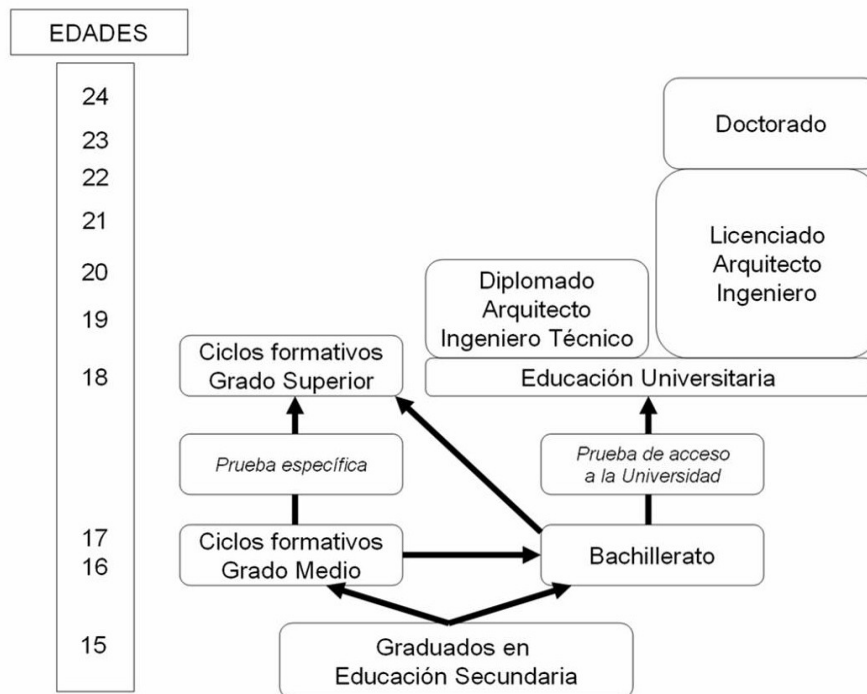 EDADES
24
23
22
21
20
19
18
17
16
15
Doctorado
Licenciado
Arquitecto
Ingeniero
Diplomado
Arquitecto
Ingeniero Técnico
Educación Universitaria
Ciclos formativos
Grado Superior
Prueba específica
Prueba de acceso
a la Universidad
Ciclos formativos
Grado Medio
Bachillerato
Graduados en
Educación Secundaria